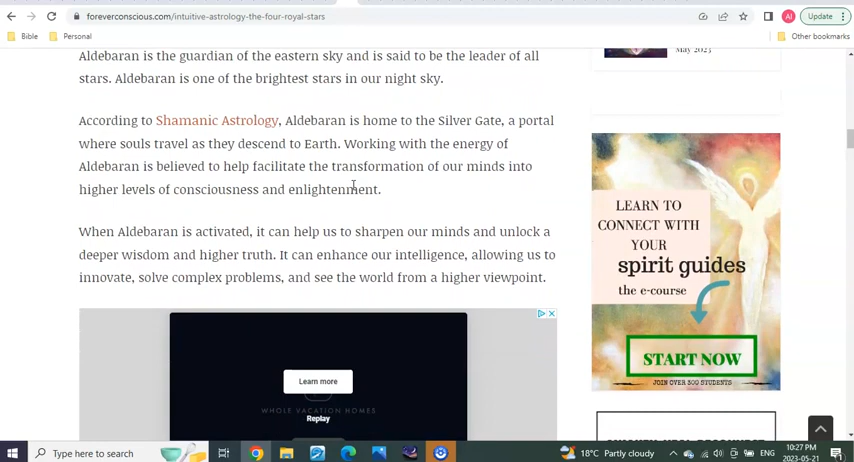 foreverconscious.com/intuitive-astrology-the-four-royal-stars
AI
Update
Bible
Personal
Other bookmarks
Aldebaran is the guardian of the eastern sky and is said to be the leader of all
stars. Aldebaran is one of the brightest stars in our night sky.
May 2023
According to Shamanic Astrology, Aldebaran is home to the Silver Gate, a portal
where souls travel as they descend to Earth. Working with the energy of
Aldebaran is believed to help facilitate the transformation of our minds into
higher levels of consciousness and enlightenment.
When Aldebaran is activated, it can help us to sharpen our minds and unlock a
deeper wisdom and higher truth. It can enhance our intelligence, allowing us to
innovate, solve complex problems, and see the world from a higher viewpoint.
LEARN TO
CONNECT WITH
YOUR
spirit guides
the e-course
START NOW
JOIN OVER 300 STUDENTS
Learn more
WHOLE VACATION HOMES
Replay
Type here to search
18°C Partly cloudy
ENG
10:27 PM
2023-05-21